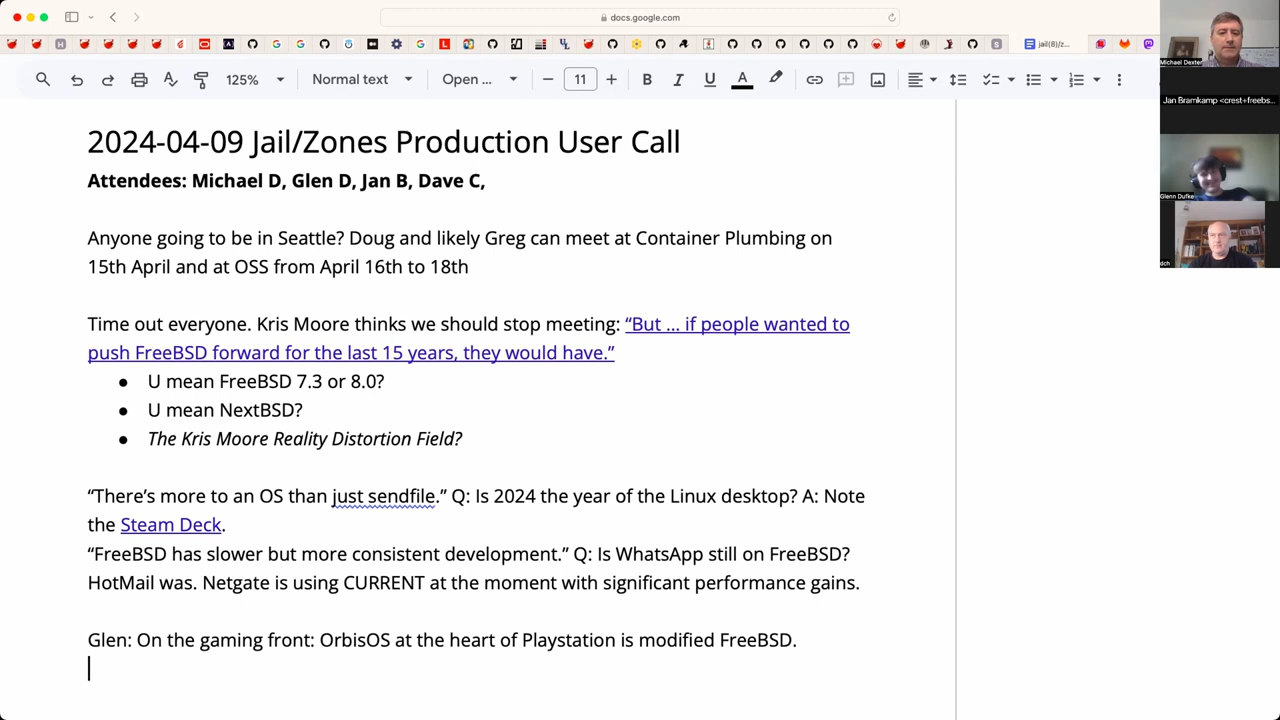 docs.google.com
jail(8)/z...
125%
Normal text
Open ...
11
B
I
U
A
2024-04-09 Jail/Zones Production User Call
Attendees: Michael D, Glen D, Jan B, Dave C,
Anyone going to be in Seattle? Doug and likely Greg can meet at Container Plumbing on
15th April and at OSS from April 16th to 18th
Time out everyone. Kris Moore thinks we should stop meeting: “But ... if people wanted to
push FreeBSD forward for the last 15 years, they would have.”
● U mean FreeBSD 7.3 or 8.0?
● U mean NextBSD?
● The Kris Moore Reality Distortion Field?
“There’s more to an OS than just sendfile.” Q: Is 2024 the year of the Linux desktop? A: Note
the Steam Deck.
“FreeBSD has slower but more consistent development.” Q: Is WhatsApp still on FreeBSD?
HotMail was. Netgate is using CURRENT at the moment with significant performance gains.
Glen: On the gaming front: OrbisOS at the heart of Playstation is modified FreeBSD.
Michael Dexter
Jan Bramkamp <crest+freebs...
Glenn Dufke
dch